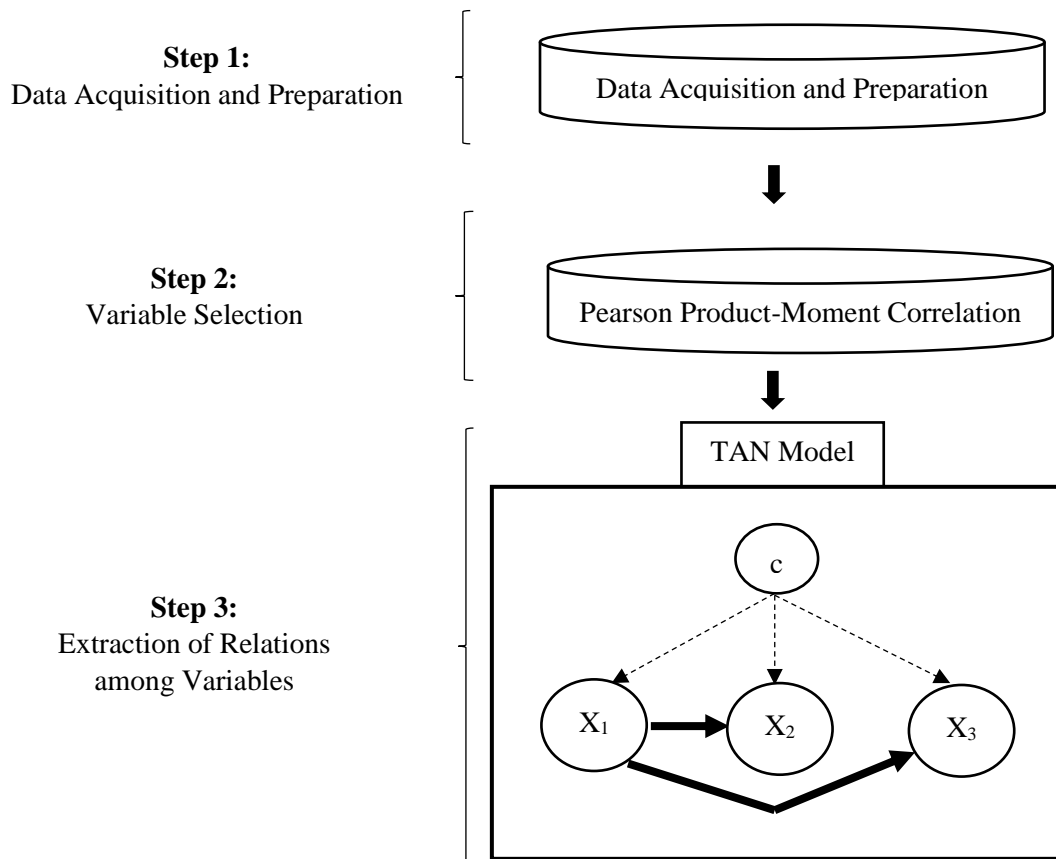 Step 1:
Data Acquisition and Preparation
Data Acquisition and Preparation
Step 2:
Variable Selection
Pearson Product-Moment Correlation
TAN Model
c
Step 3:
Extraction of Relations
among Variables
X₁
X₂
X₃